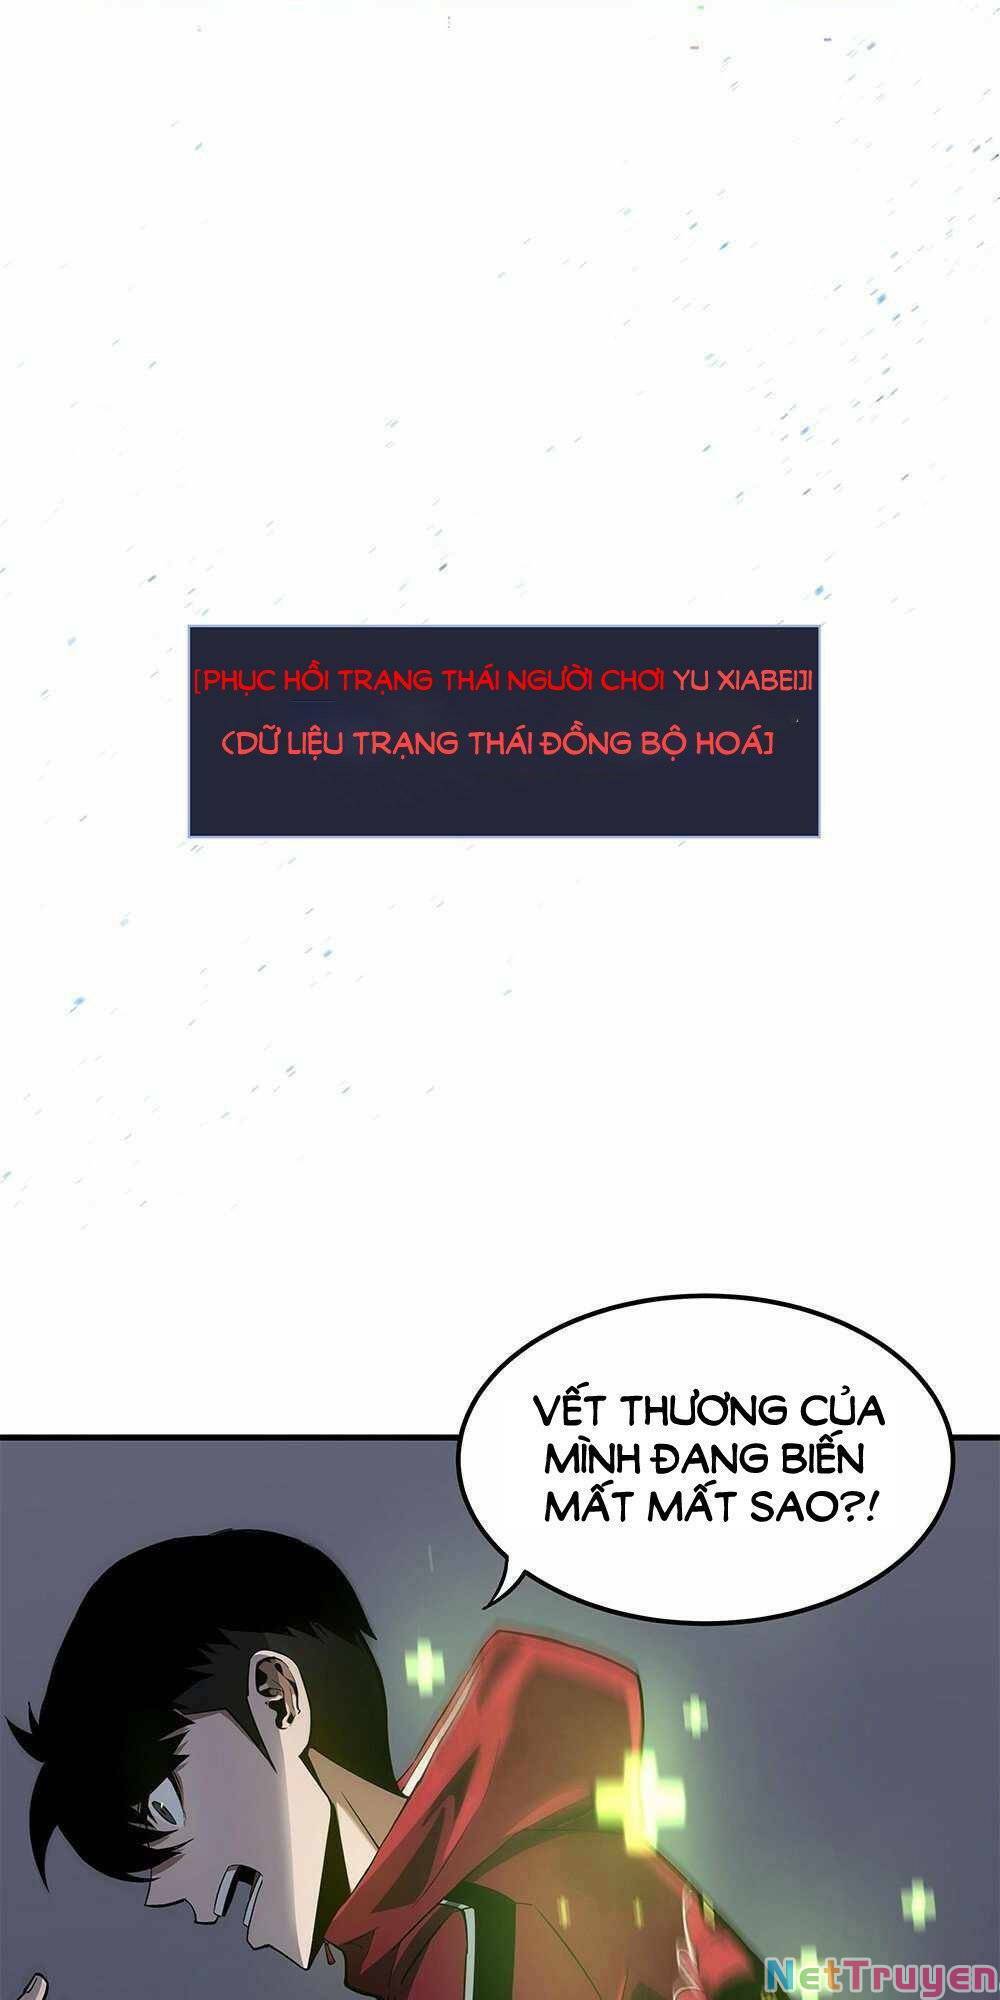 [PHỤC HỒI TRẠNG THÁI NGƯỜI CHƠI YU XIABEI]I
(DỮ LIỆU TRẠNG THÁI ĐỒNG BỘ HOÁ]
VẾT THƯƠNG CỦA
MÌNH ĐANG BIẾN
MẤT MẤT SAO?!
NetTruyen